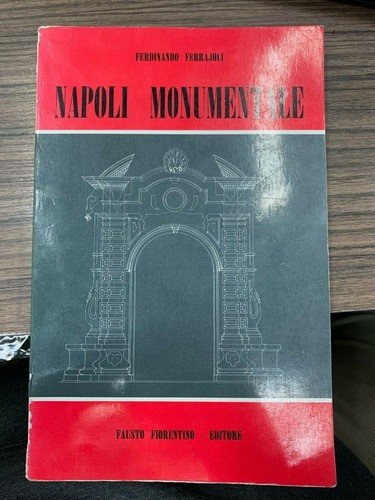 FERDINANDO FERRAJOLI
NAPOLI MONUMENTALE
FAUSTO FIORENTINO - EDITORE